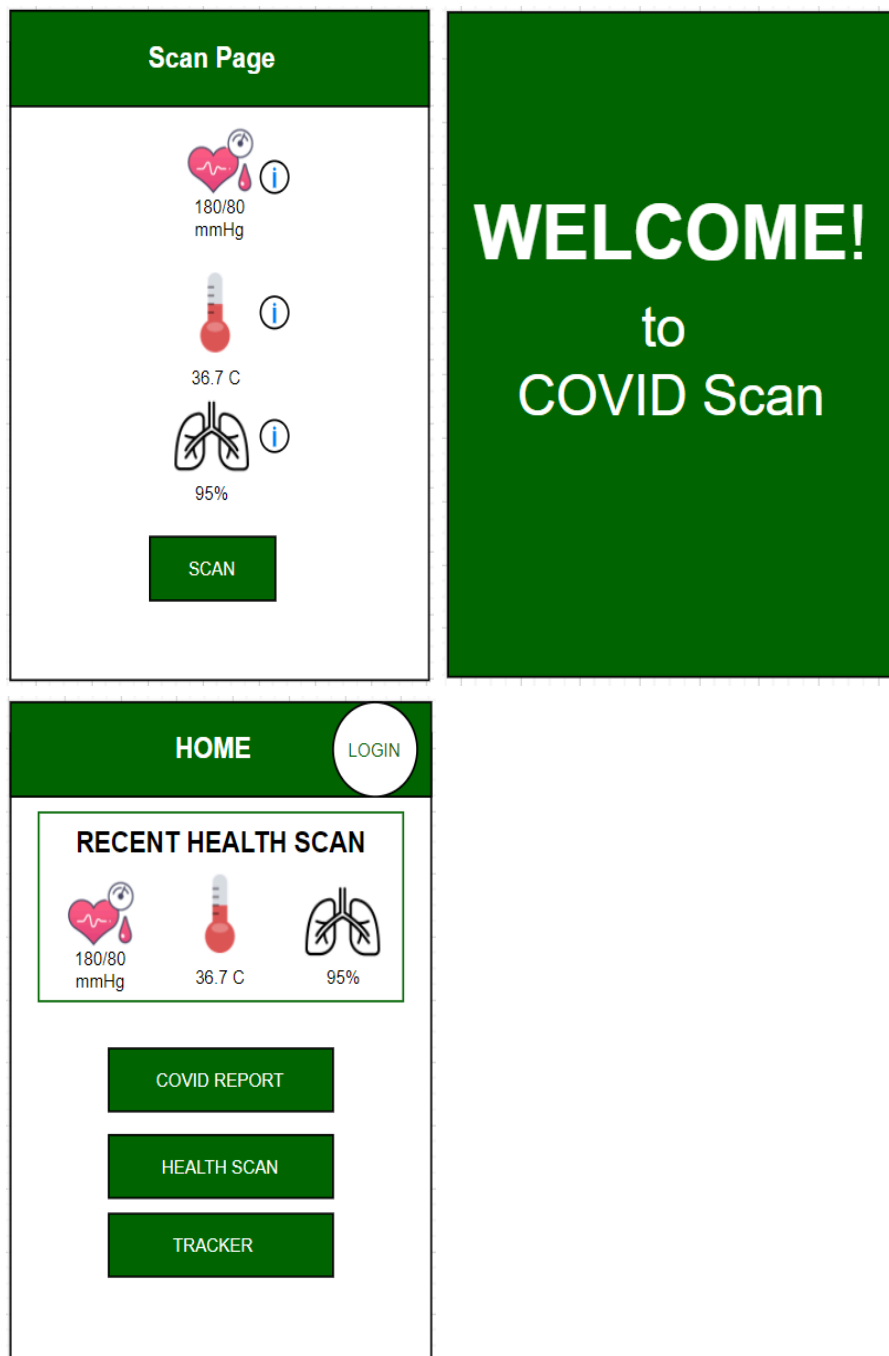 Scan Page
i
180/80
mmHg
i
36.7 C
i
95%
SCAN
WELCOME!
to
COVID Scan
HOME
LOGIN
RECENT HEALTH SCAN
180/80
mmHg
36.7 C
95%
COVID REPORT
HEALTH SCAN
TRACKER